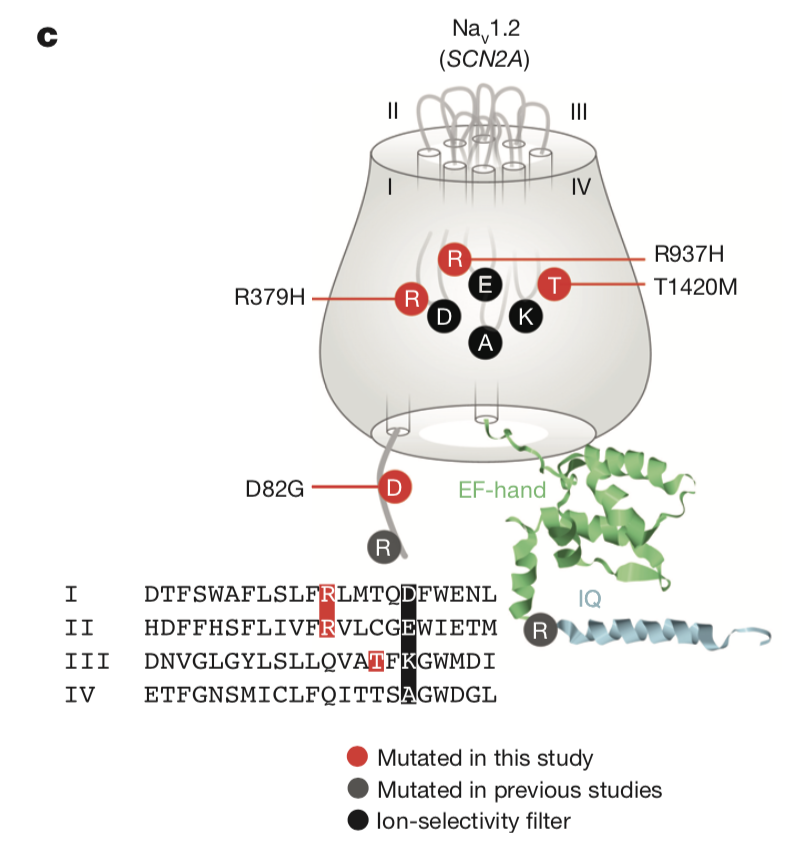 c
Nav1.2
(SCN2A)
II III
I IV
R R937H
E T T1420M
R379H R
D K
A
D82G D
EF-hand
R
IQ
R
I DTFSWAFLSLFRLMTQDFWENL
II HDFFHSFLIVFRVLCGEWIETM
III DNVGLGYLSLLQVATFKGWMDI
IV ETFGNSMICLFQITTSAGWDGL
Mutated in this study
Mutated in previous studies
Ion-selectivity filter